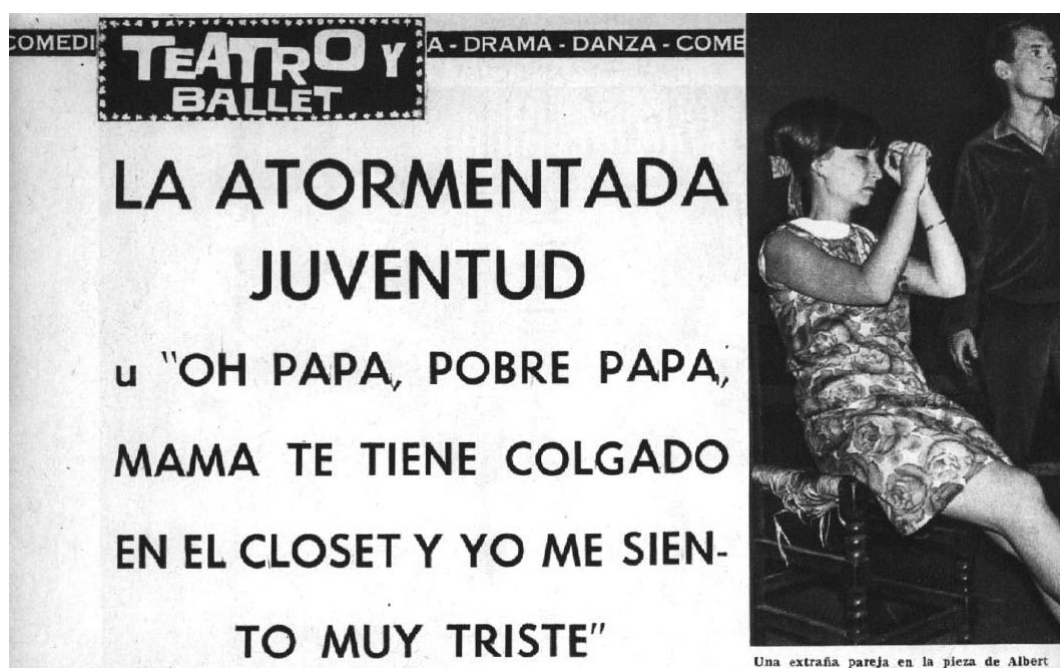 COMEDI
TEATRO Y
BALLET
A - DRAMA - DANZA - COME
LA ATORMENTADA
JUVENTUD
u "OH PAPA, POBRE PAPA,
MAMA TE TIENE COLGADO
EN EL CLOSET Y YO ME SIEN-
TO MUY TRISTE"
Una extraña pareja en la pieza de Albert